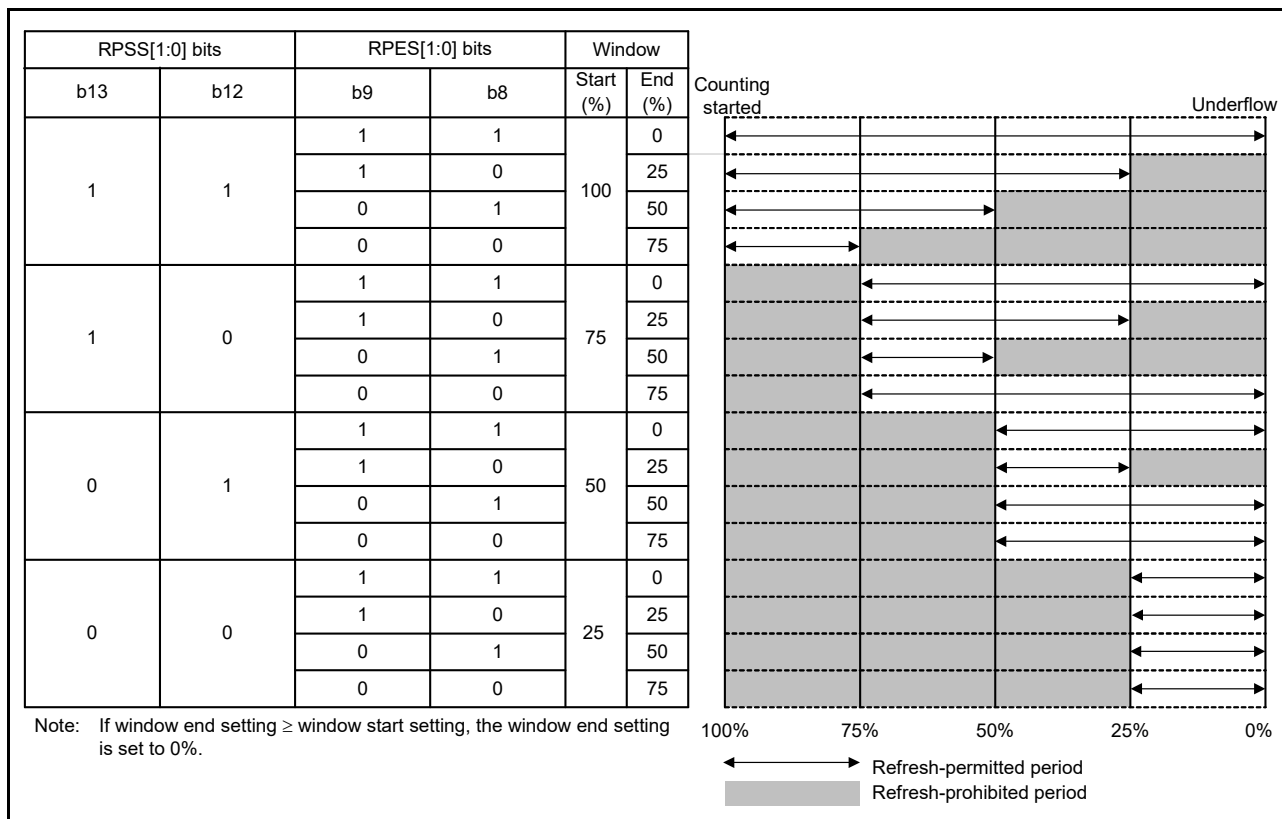 RPSS[1:0] bits RPES[1:0] bits Window
b13 b12 b9 b8 Start (%) End (%)
Counting started Underflow
1 1 1 1 100 0
1 0 25
0 1 50
0 0 75
1 0 1 1 75 0
1 0 25
0 1 50
0 0 75
0 1 1 1 50 0
1 0 25
0 1 50
0 0 75
0 0 1 1 25 0
1 0 25
0 1 50
0 0 75
Note: If window end setting ≥ window start setting, the window end setting
is set to 0%.
100% 75% 50% 25% 0%
Refresh-permitted period
Refresh-prohibited period